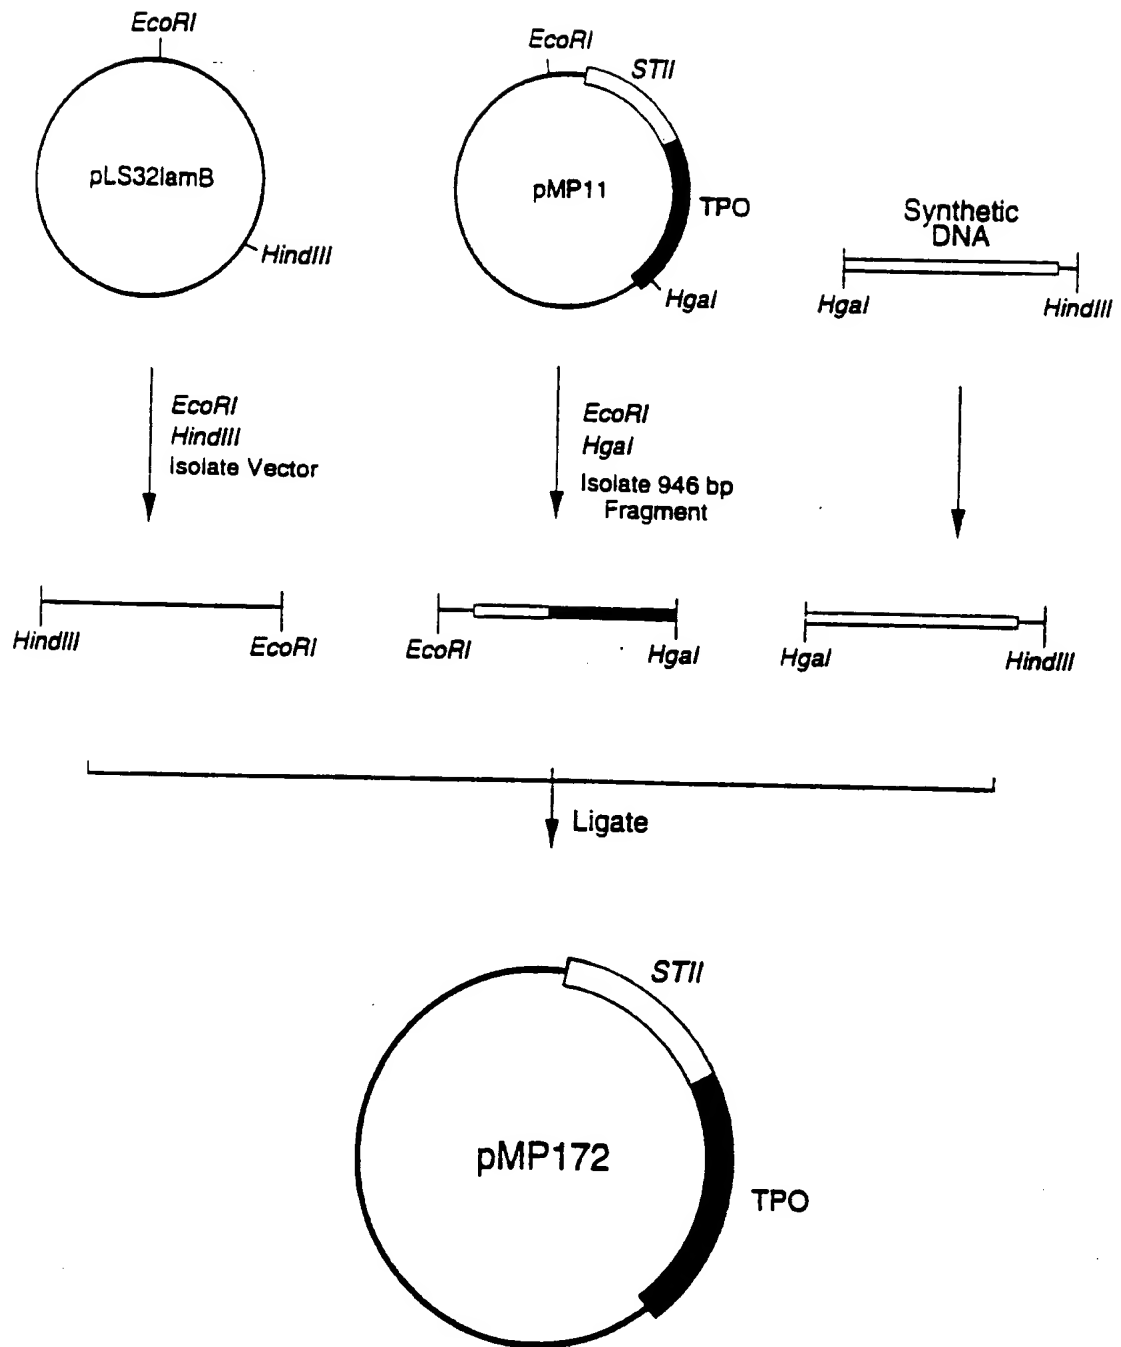 EcoRI
pLS32lamB
HindIII
EcoRI
STII
pMP11
TPO
HgaI
Synthetic
DNA
HgaI
HindIII
EcoRI
HindIII
Isolate Vector
EcoRI
HgaI
Isolate 946 bp
Fragment
HindIII
EcoRI
EcoRI
HgaI
HgaI
HindIII
Ligate
STII
pMP172
TPO